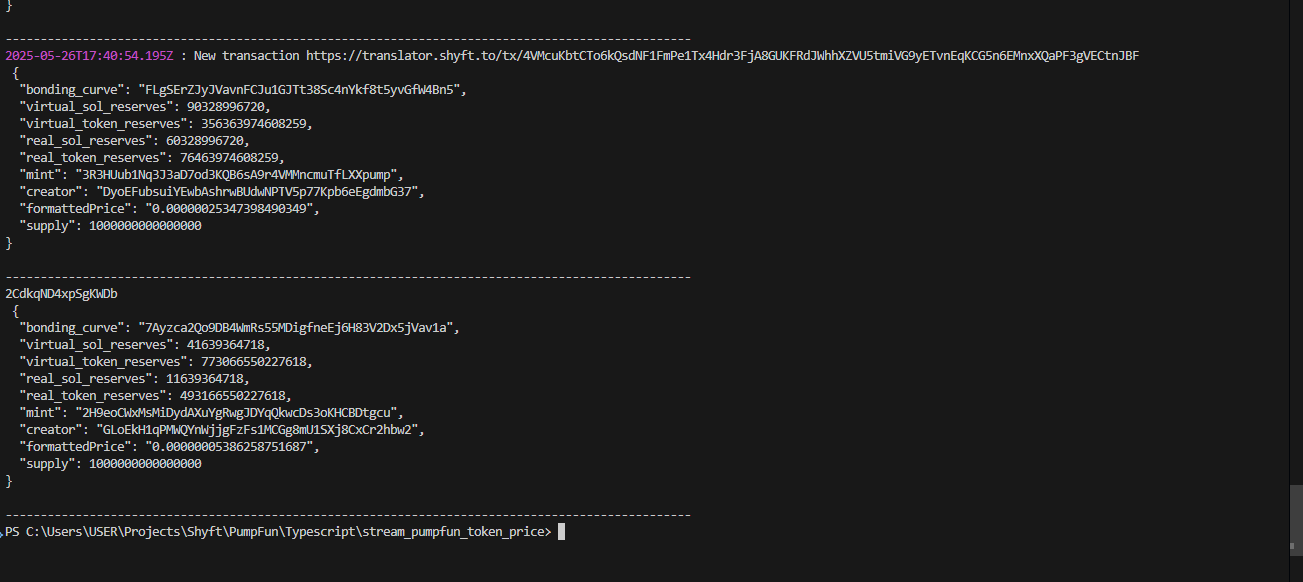 }
---------------------------------------------------------------------------------------------------
2025-05-26T17:40:54.195Z : New transaction https://translator.shyft.to/tx/4VMcuKbtCTo6kQsdNF1FmPe1Tx4Hdr3FjA8GUKFRdJWhhXZVU5tmiVG9yETvnEqKCG5n6EMnxXQaPF3gVECtnJBF
{
"bonding_curve": "FLgSErZJyJVavnFCJu1GJTt38Sc4nYkf8t5yvGfW4Bn5",
"virtual_sol_reserves": 90328996720,
"virtual_token_reserves": 356363974608259,
"real_sol_reserves": 60328996720,
"real_token_reserves": 76463974608259,
"mint": "3R3HUub1Nq3J3aD7od3KQB6sA9r4VMMncmuTfLXXpump",
"creator": "DyoEFubsuiYEwbAshrwBUdwNPTV5p77Kpb6eEgdmbG37",
"formattedPrice": "0.00000025347398490349",
"supply": 1000000000000000
}
---------------------------------------------------------------------------------------------------
2CdkqND4xpSgKWDb
{
"bonding_curve": "7Ayzca2Qo9DB4WmRs55MDigfneEj6H83V2Dx5jVav1a",
"virtual_sol_reserves": 41639364718,
"virtual_token_reserves": 773066550227618,
"real_sol_reserves": 11639364718,
"real_token_reserves": 493166550227618,
"mint": "2H9eoCWxMsMiDydAXuYgRwgJDYqQkwcDs3oKHCBDtgcu",
"creator": "GLoEkH1qPMWQYnWjjgFzFs1MCGg8mU1SXj8CxCr2hbw2",
"formattedPrice": "0.00000005386258751687",
"supply": 1000000000000000
}
---------------------------------------------------------------------------------------------------
PS C:\Users\USER\Projects\Shyft\PumpFun\Typescript\stream_pumpfun_token_price>